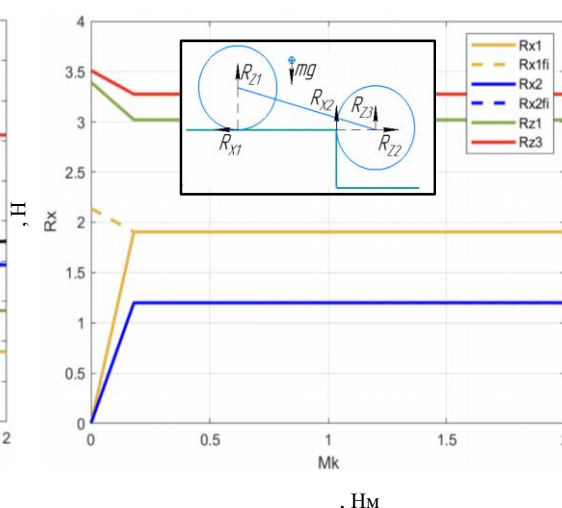 4
3.5
3
2.5
2
1.5
1
0.5
0
Rx
, Н
2
0
0.5
1
1.5
Mk
, Нм
Rx1
Rx1fi
Rx2
Rx2fi
Rz1
Rz3
RZ1
mg
RX2
RZ3
RX1
RZ2